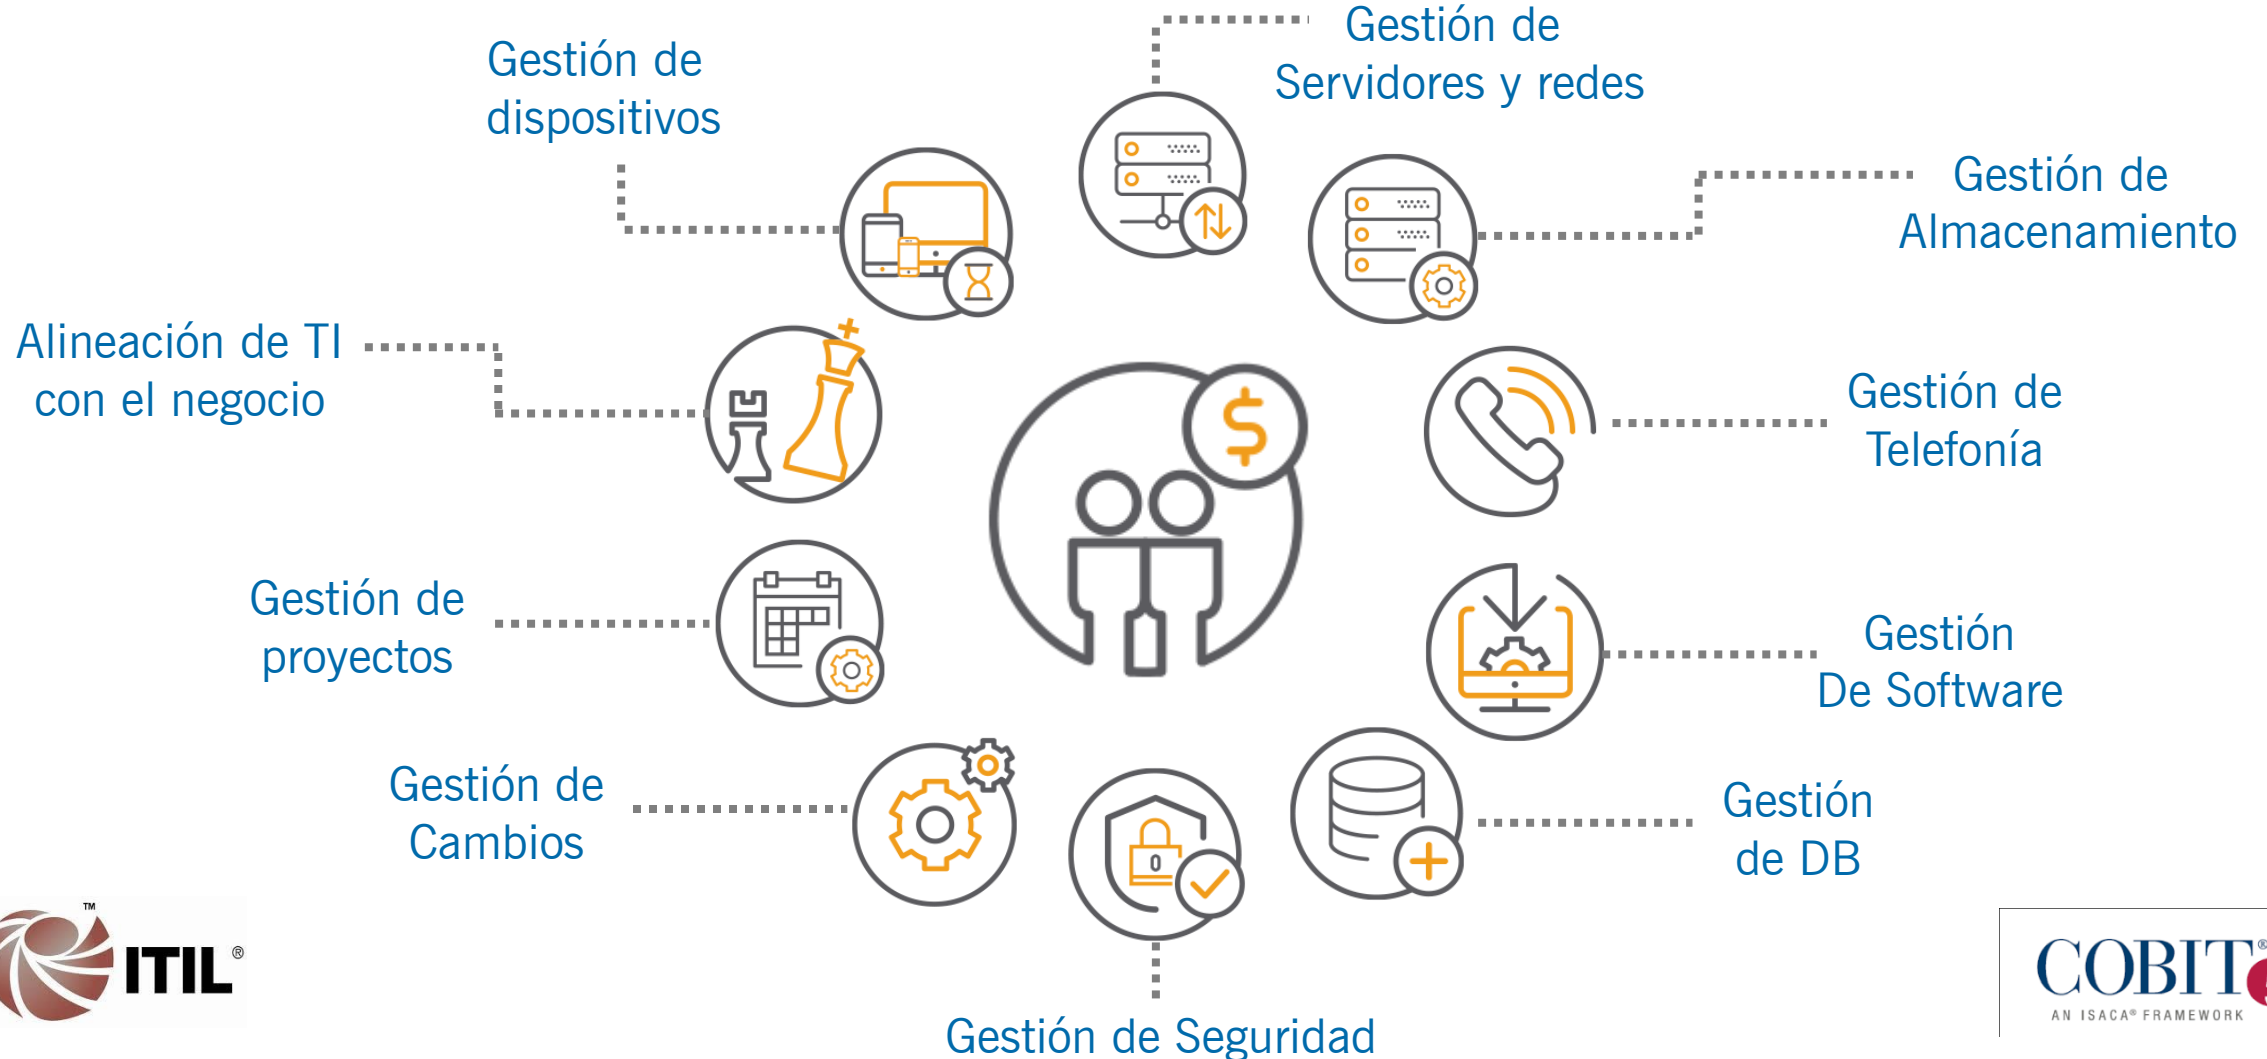 Gestión de
Servidores y redes
Gestión de
dispositivos
Gestión de
Almacenamiento
Alineación de TI
con el negocio
Gestión de
Telefonía
Gestión de
proyectos
Gestión
De Software
Gestión de
Cambios
Gestión
de DB
Gestión de Seguridad
ITIL®
™
COBIT®
AN ISACA® FRAMEWORK
$